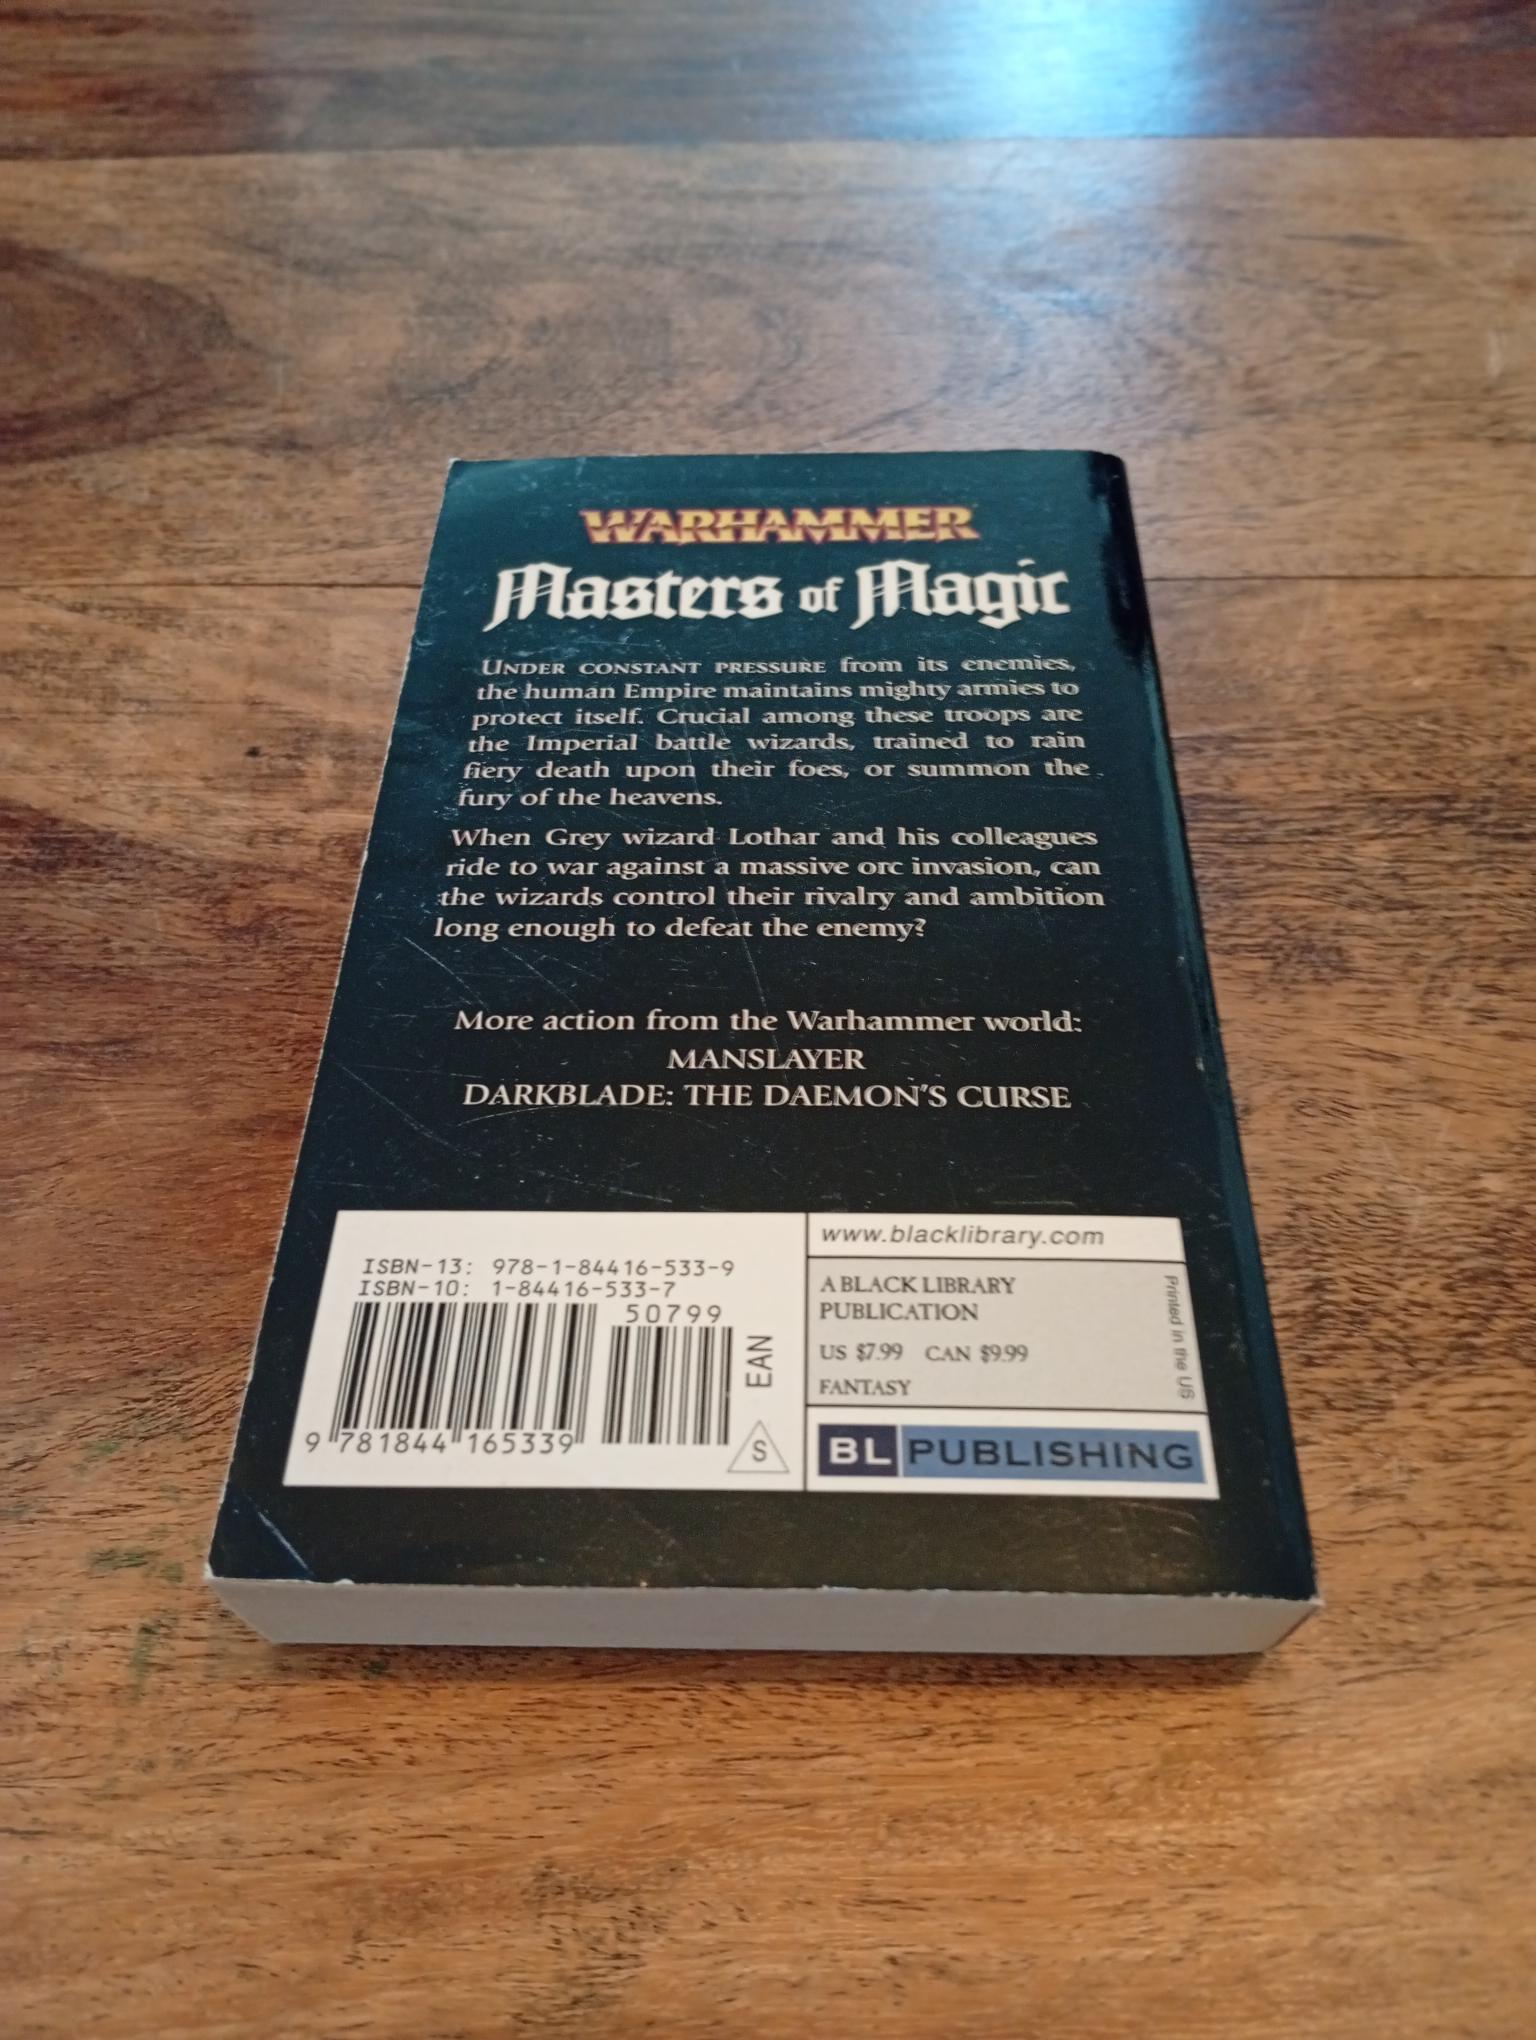 WARHAMMER
Masters of Magic
UNDER CONSTANT PRESSURE from its enemies,
the human Empire maintains mighty armies to
protect itself. Crucial among these troops are
the Imperial battle wizards, trained to rain
fiery death upon their foes, or summon the
fury of the heavens.
When Grey wizard Lothar and his colleagues
ride to war against a massive orc invasion, can
the wizards control their rivalry and ambition
long enough to defeat the enemy?
More action from the Warhammer world:
MANSLAYER
DARKBLADE: THE DAEMON'S CURSE
ISBN-13: 978-1-84416-533-9
ISBN-10: 1-84416-533-7
50799
EAN
9 781844 165339
S
www.blacklibrary.com
A BLACK LIBRARY
PUBLICATION
US $7.99 CAN $9.99
FANTASY
Printed in the US
BL PUBLISHING